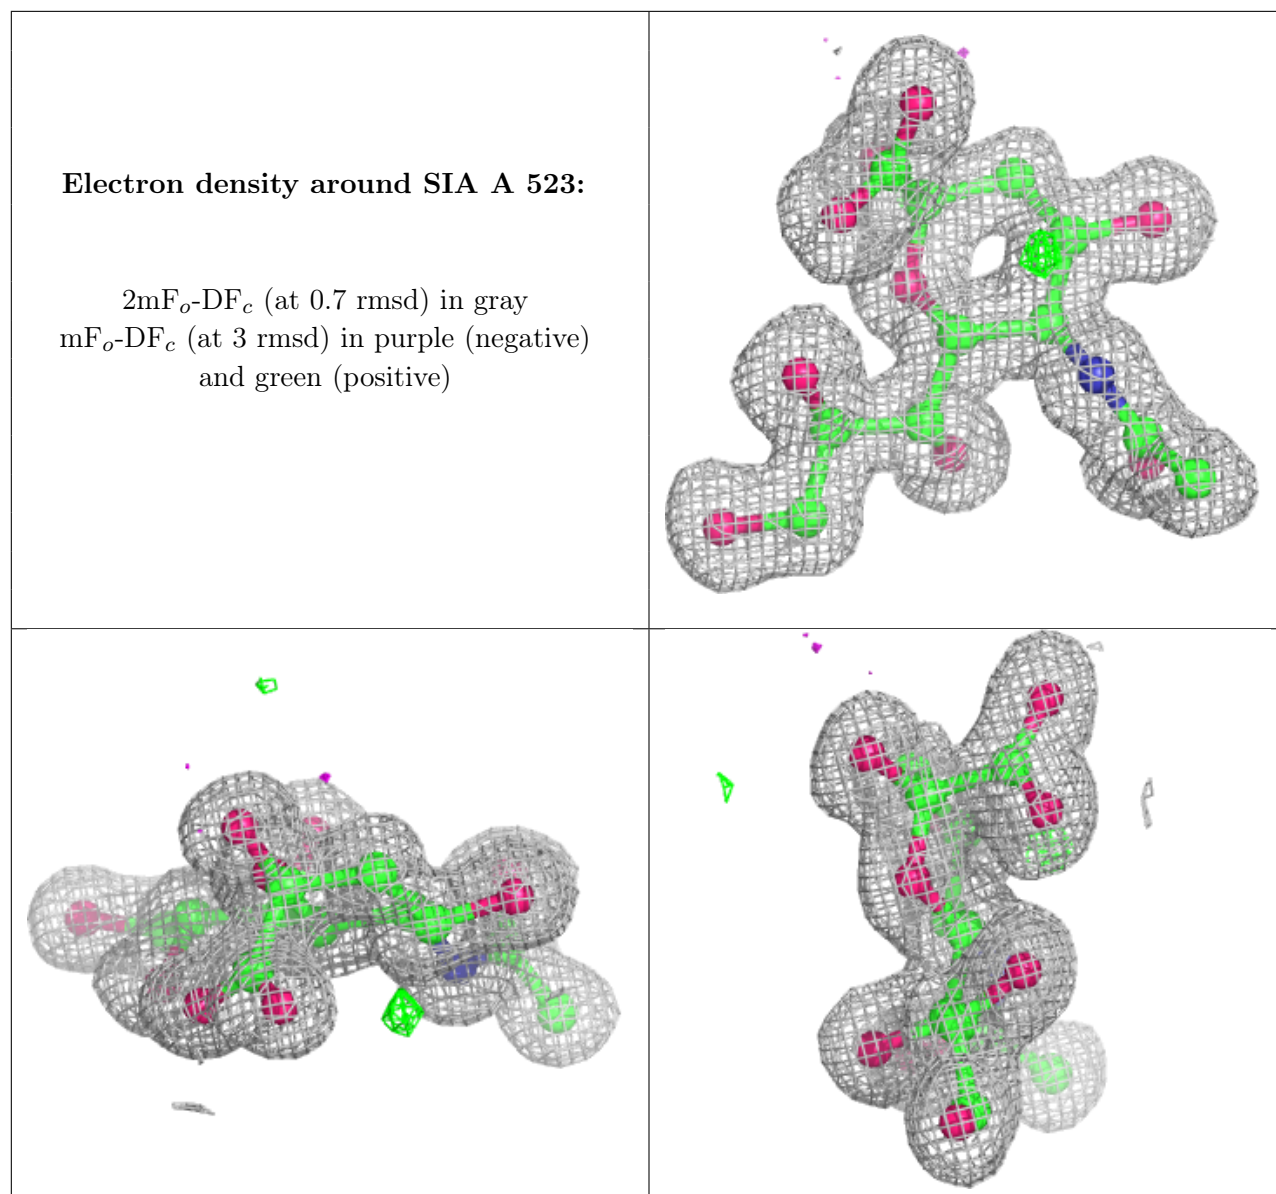 Electron density around SIA A 523:
2mFo-DFc (at 0.7 rmsd) in gray
mFo-DFc (at 3 rmsd) in purple (negative)
and green (positive)